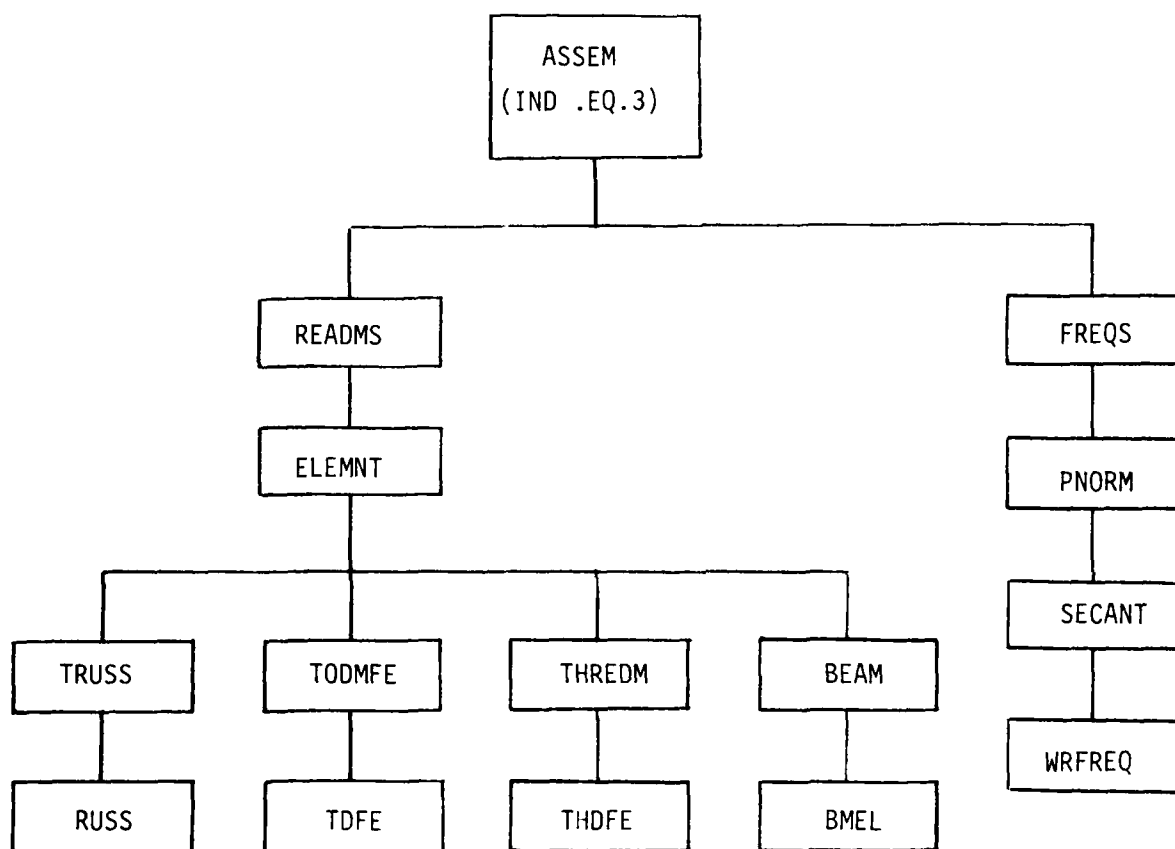 ASSEM
(IND .EQ.3)
READMS
FREQS
ELEMNT
PNORM
SECANT
TRUSS
TODMFE
THREDM
BEAM
WRFREQ
RUSS
TDFE
THDFE
BMEL